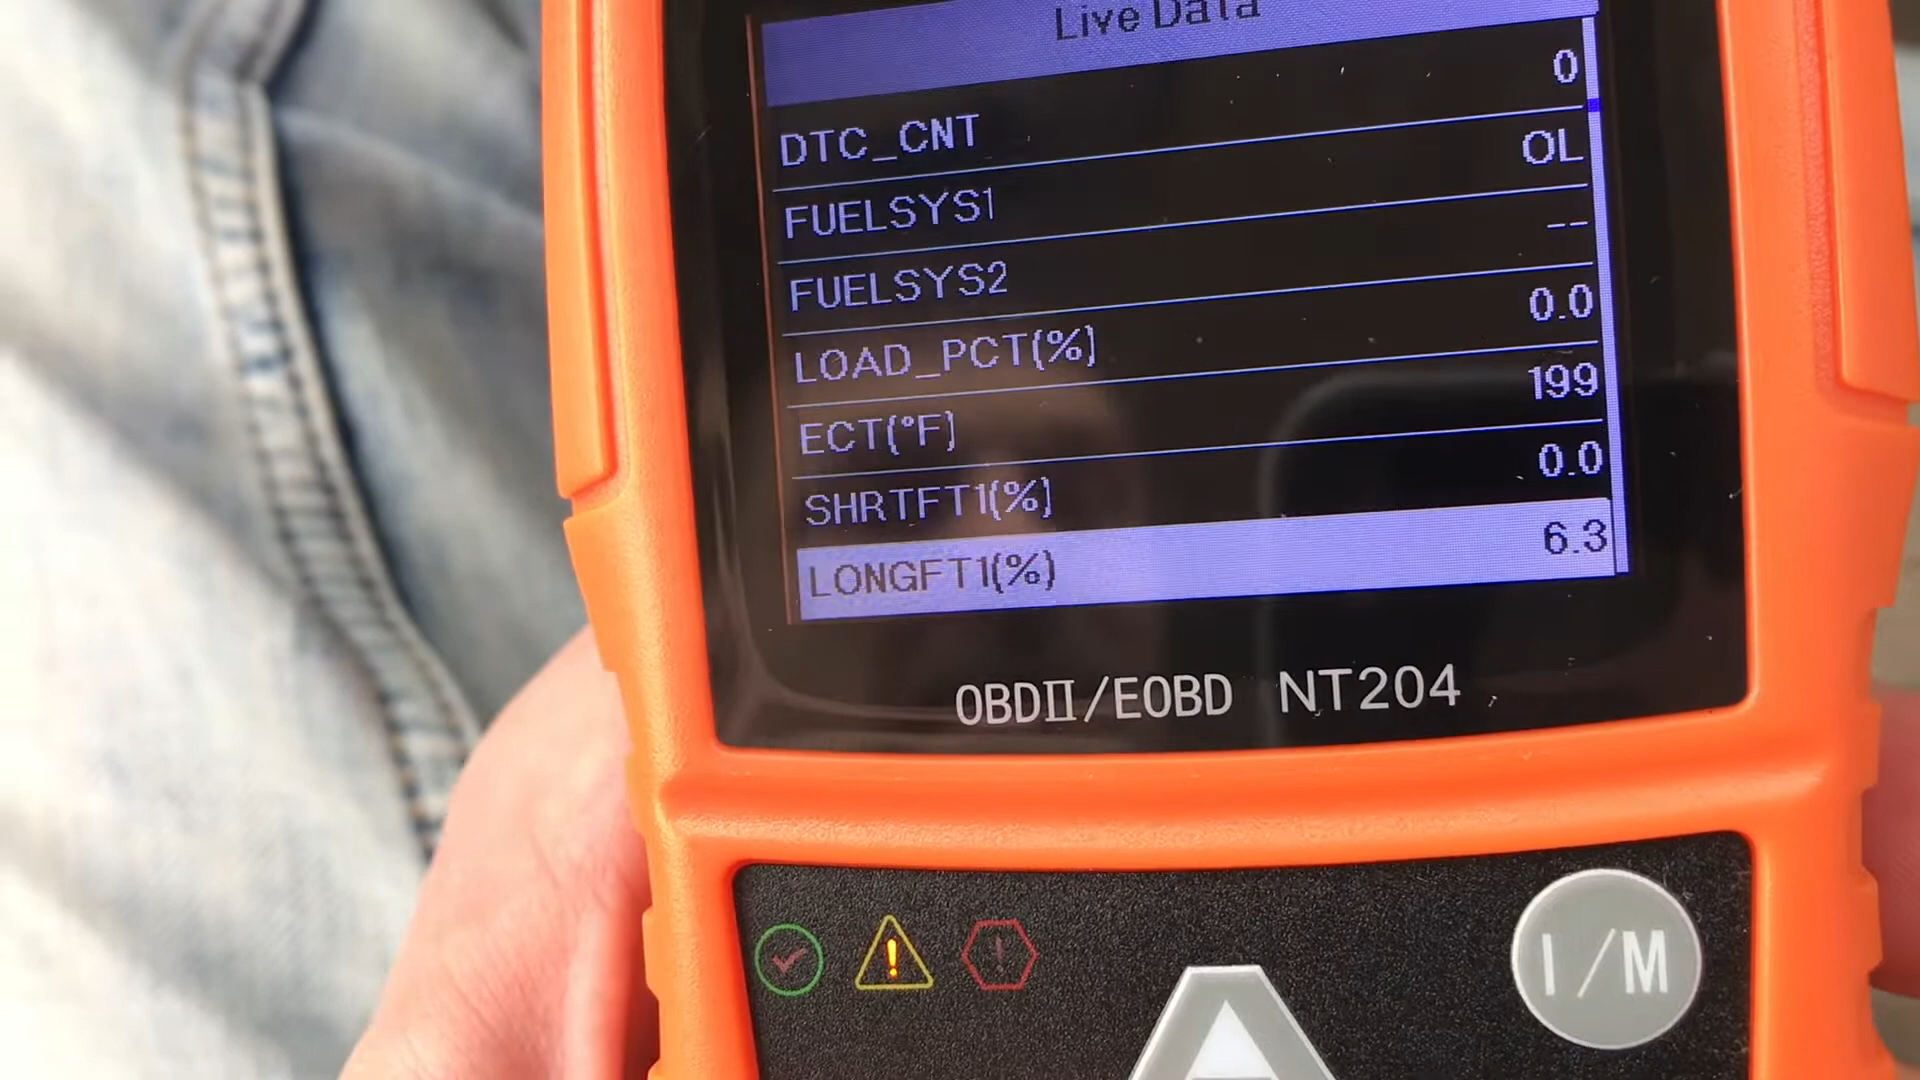 Live Data
DTC_CNT 0
FUELSYS1 OL
FUELSYS2 --
LOAD_PCT(%) 0.0
ECT(°F) 199
SHRTFT1(%) 0.0
LONGFT1(%) 6.3
OBDII/EOBD NT204
I/M